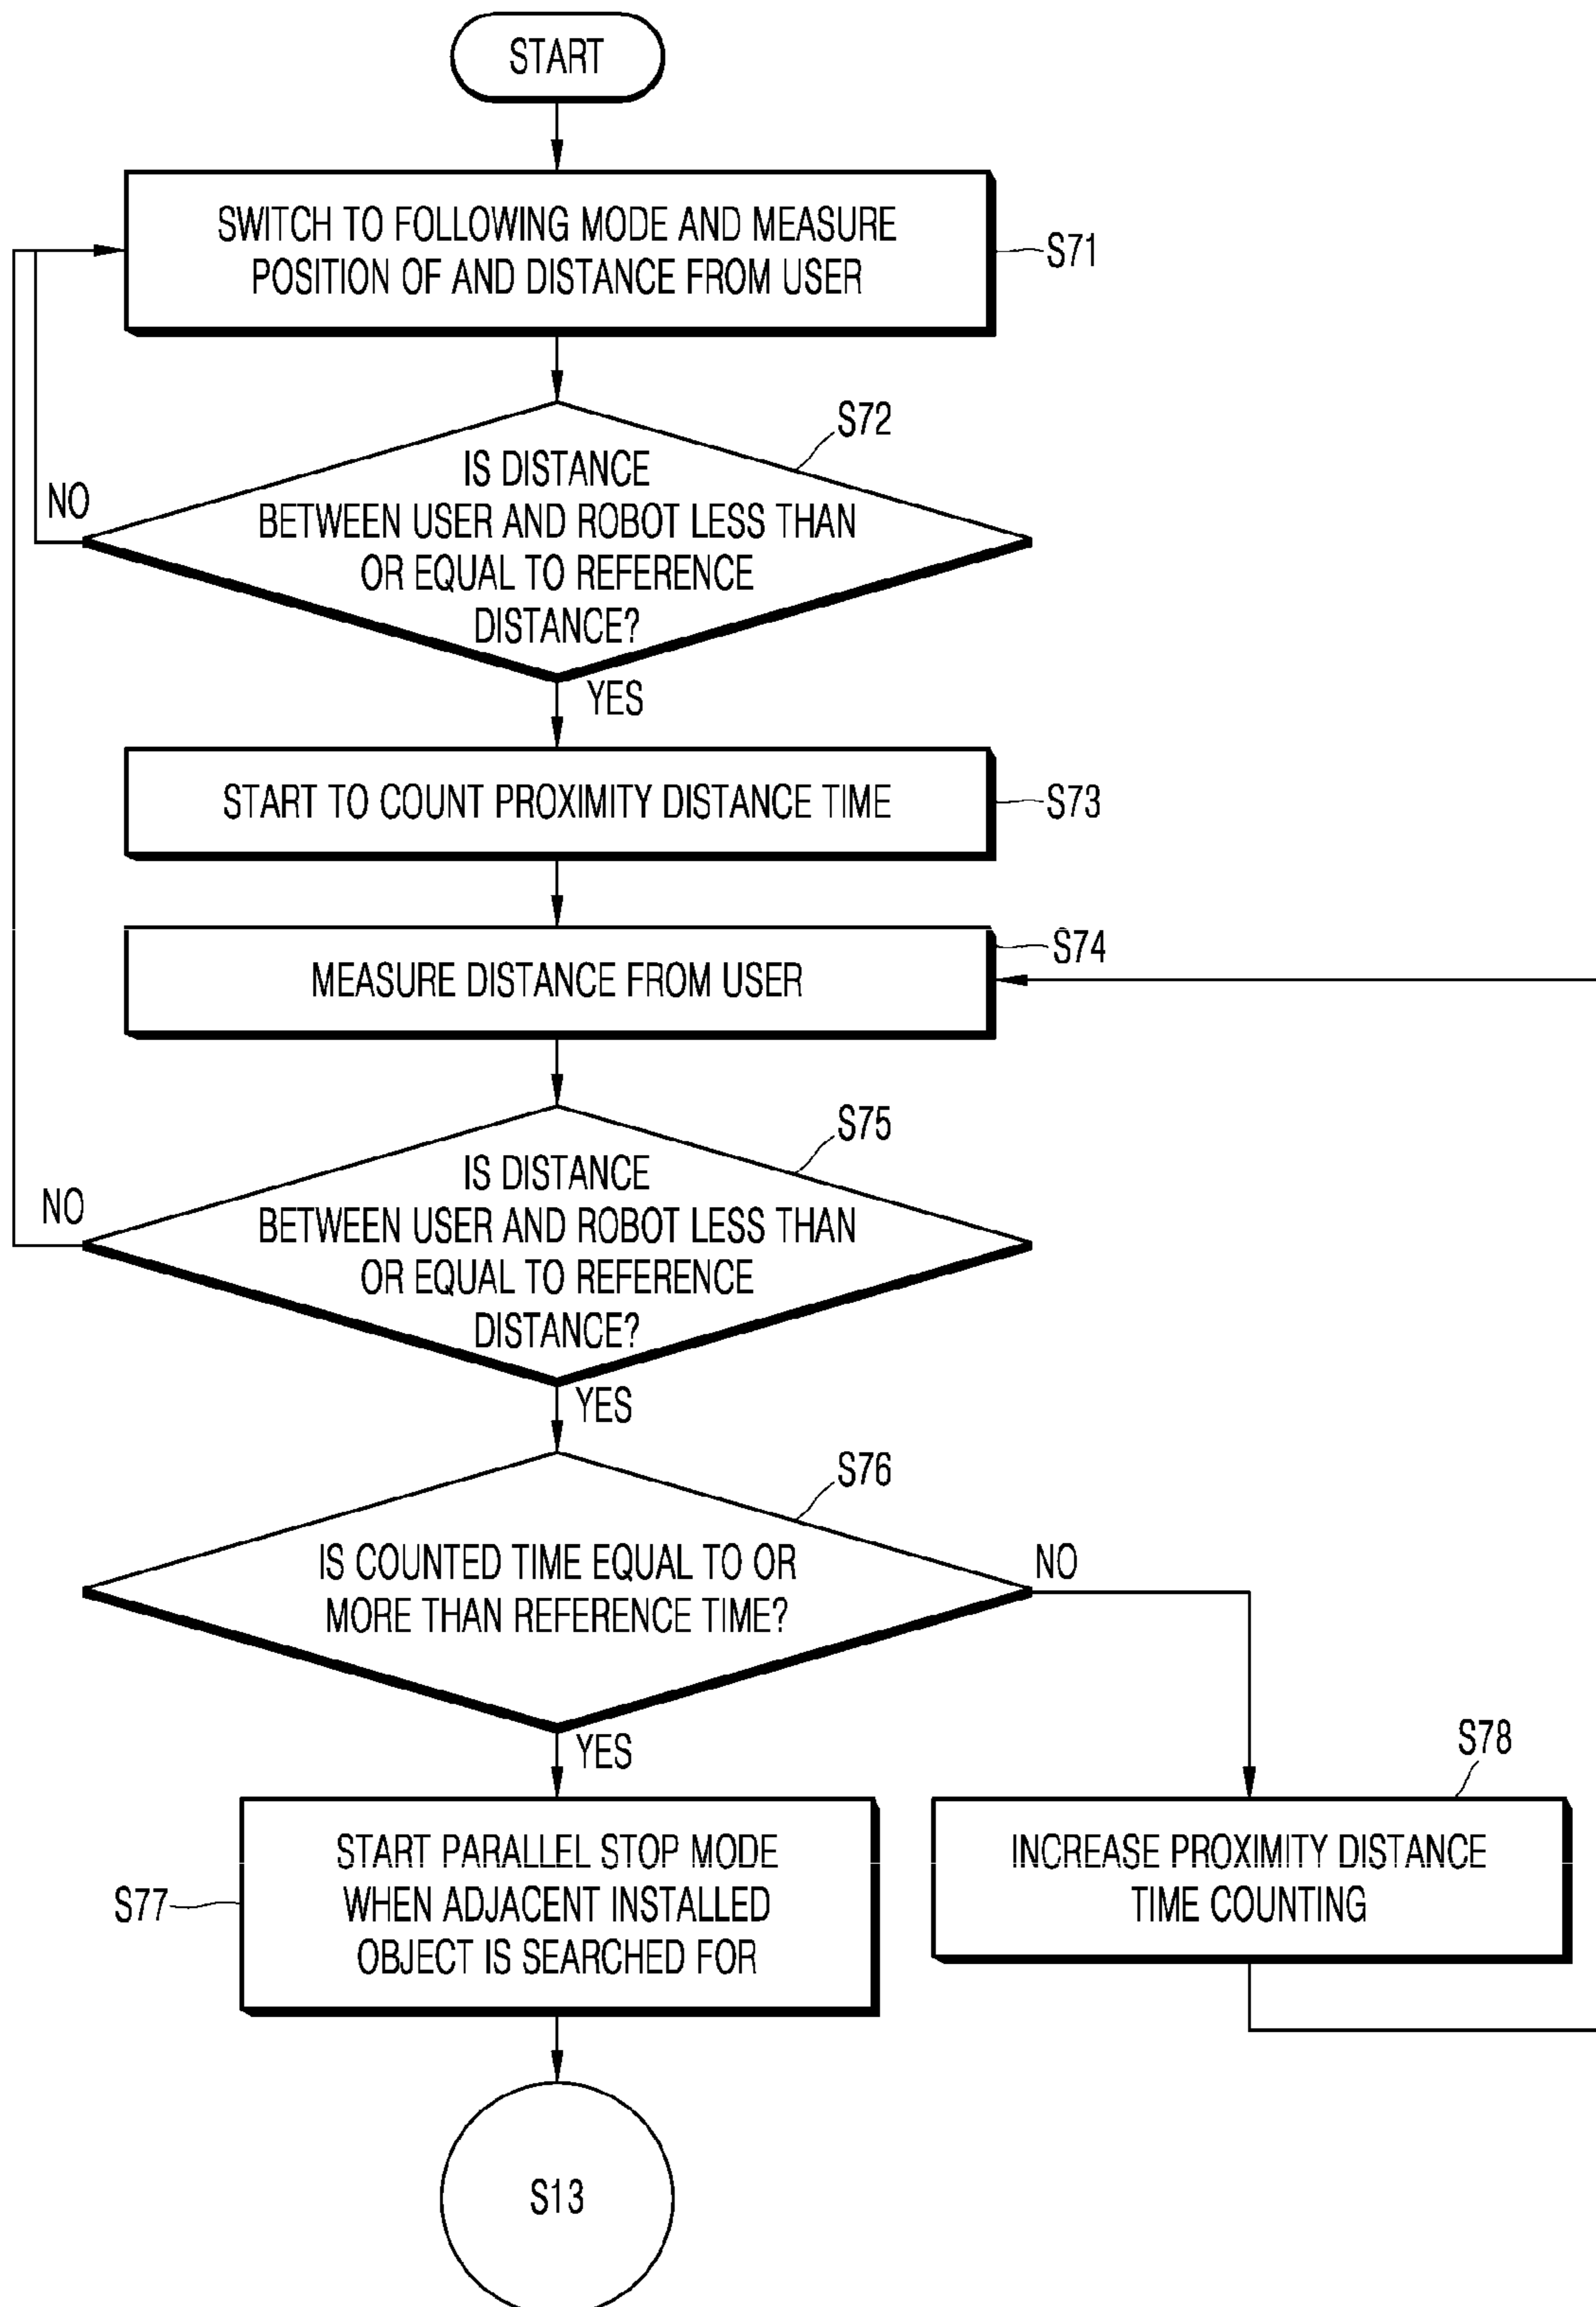 START
SWITCH TO FOLLOWING MODE AND MEASURE
POSITION OF AND DISTANCE FROM USER
S71
S72
IS DISTANCE
BETWEEN USER AND ROBOT LESS THAN
OR EQUAL TO REFERENCE
DISTANCE?
NO
YES
START TO COUNT PROXIMITY DISTANCE TIME
S73
MEASURE DISTANCE FROM USER
S74
S75
IS DISTANCE
BETWEEN USER AND ROBOT LESS THAN
OR EQUAL TO REFERENCE
DISTANCE?
NO
YES
S76
IS COUNTED TIME EQUAL TO OR
MORE THAN REFERENCE TIME?
NO
YES
S77
START PARALLEL STOP MODE
WHEN ADJACENT INSTALLED
OBJECT IS SEARCHED FOR
S78
INCREASE PROXIMITY DISTANCE
TIME COUNTING
S13